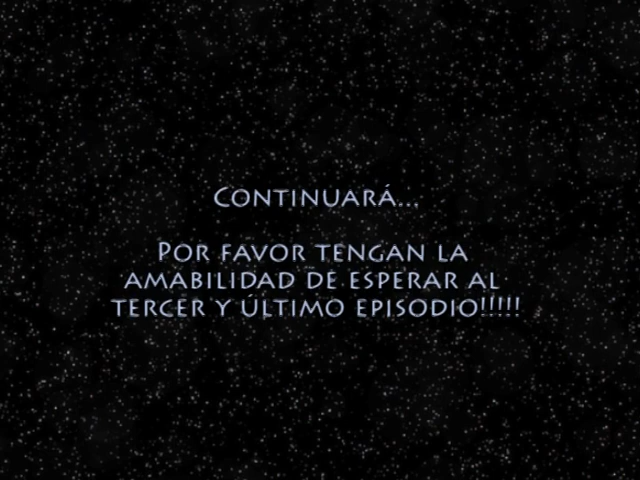 Continuará...
Por favor tengan la
amabilidad de esperar al
tercer y último episodio!!!!!